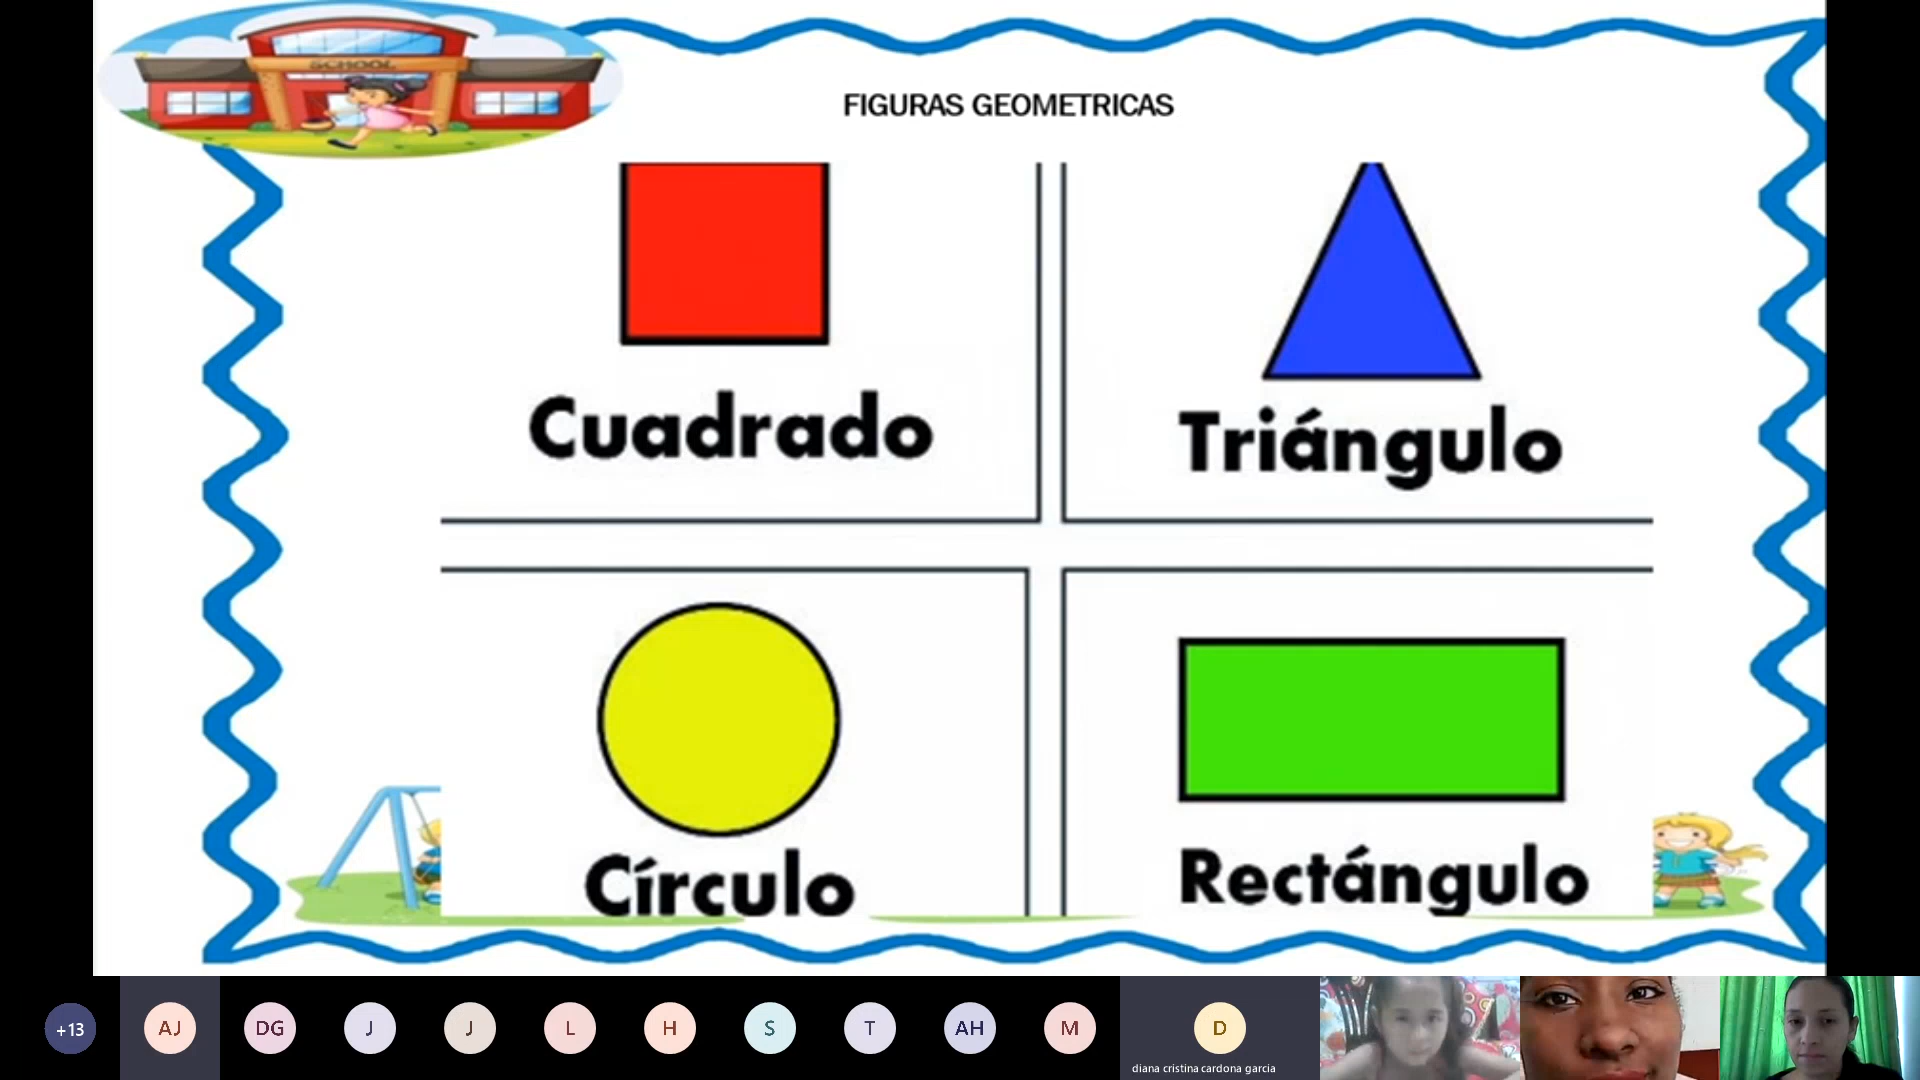 SCHOOL
FIGURAS GEOMETRICAS
Cuadrado
Triángulo
Círculo
Rectángulo
+13
AJ
DG
J
J
L
H
S
T
AH
M
D
diana cristina cardona garcia